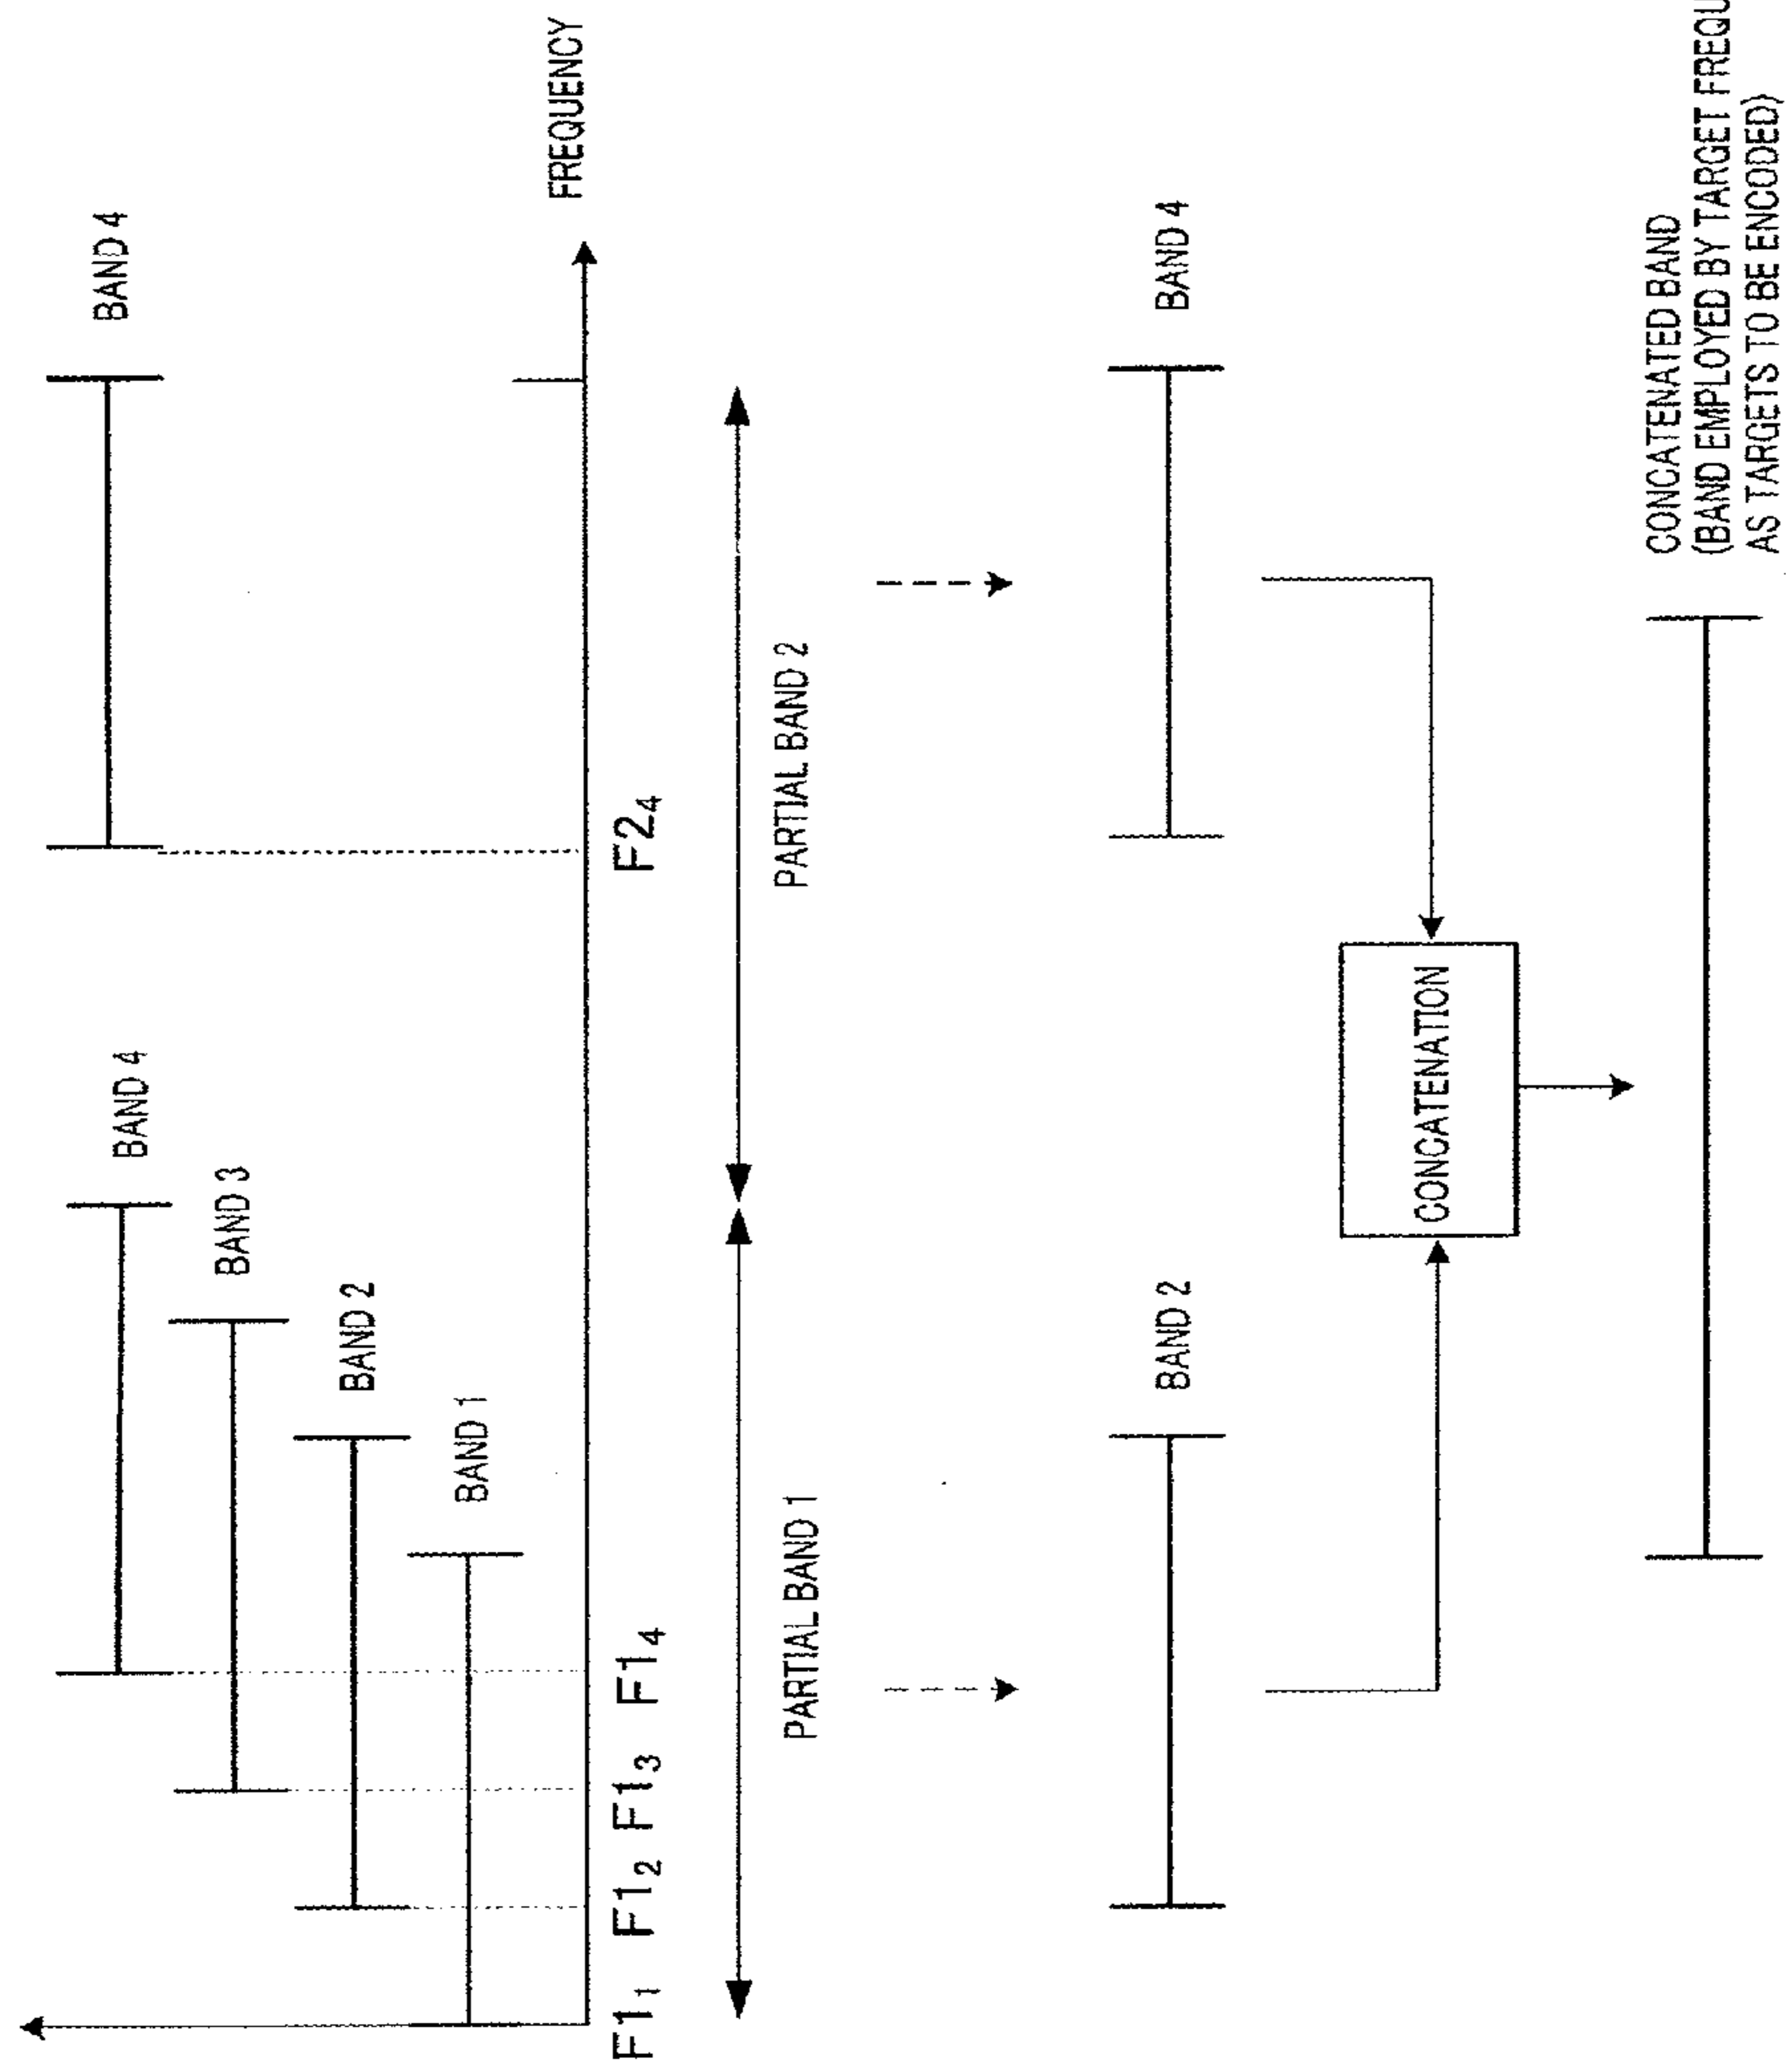 BAND 4
BAND 4
BAND 3
BAND 2
BAND 1
FREQUENCY
F1₁ F1₂ F1₃ F1₄ F2₄
PARTIAL BAND 1
PARTIAL BAND 2
BAND 2
BAND 4
CONCATENATION
CONCATENATED BAND
(BAND EMPLOYED BY TARGET
AS TARGETS TO BE ENCODED)